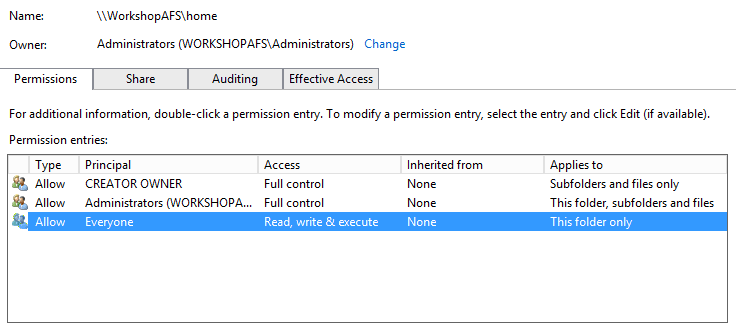 Name: \\WorkshopAFS\home
Owner: Administrators (WORKSHOPAFS\Administrators) Change
Permissions Share Auditing Effective Access
For additional information, double-click a permission entry. To modify a permission entry, select the entry and click Edit (if available).
Permission entries:
Type Principal Access Inherited from Applies to
Allow CREATOR OWNER Full control None Subfolders and files only
Allow Administrators (WORKSHOPA... Full control None This folder, subfolders and files
Allow Everyone Read, write & execute None This folder only